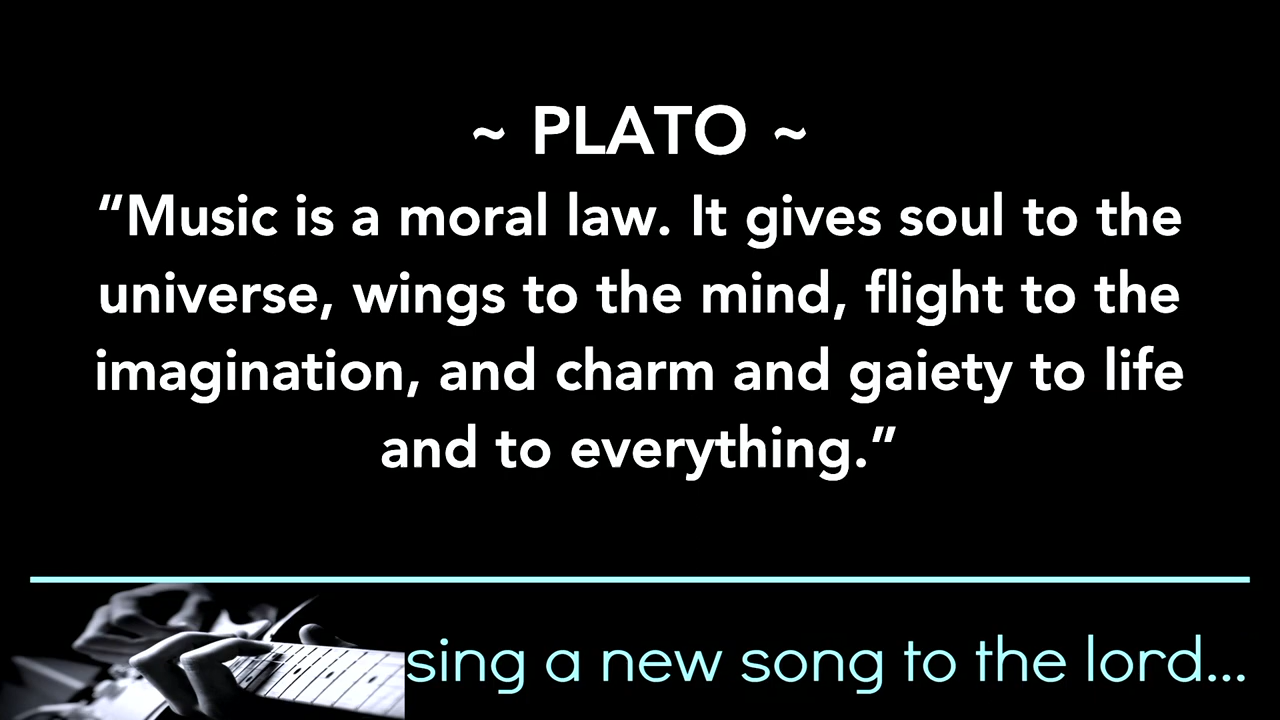 ~ PLATO ~
“Music is a moral law. It gives soul to the
universe, wings to the mind, flight to the
imagination, and charm and gaiety to life
and to everything.”
sing a new song to the lord...